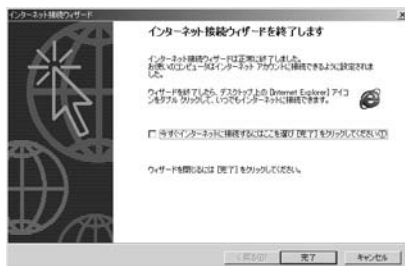 インターネット接続ウィザード
インターネット接続ウィザードを終了します
インターネット接続ウィザードは正常に終了しました。
お使いのコンピュータはインターネット アカウントに接続できるように設定されま
した。
ウィザードを終了したら、デスクトップ上の [Internet Explorer] アイコ
ンをダブル クリックして、いつでもインターネットに接続できます。
今すぐインターネットに接続するにはここを選び [完了] をクリックしてください(I)
ウィザードを閉じるには [完了] をクリックしてください。
< 戻る(B)
完了
キャンセル